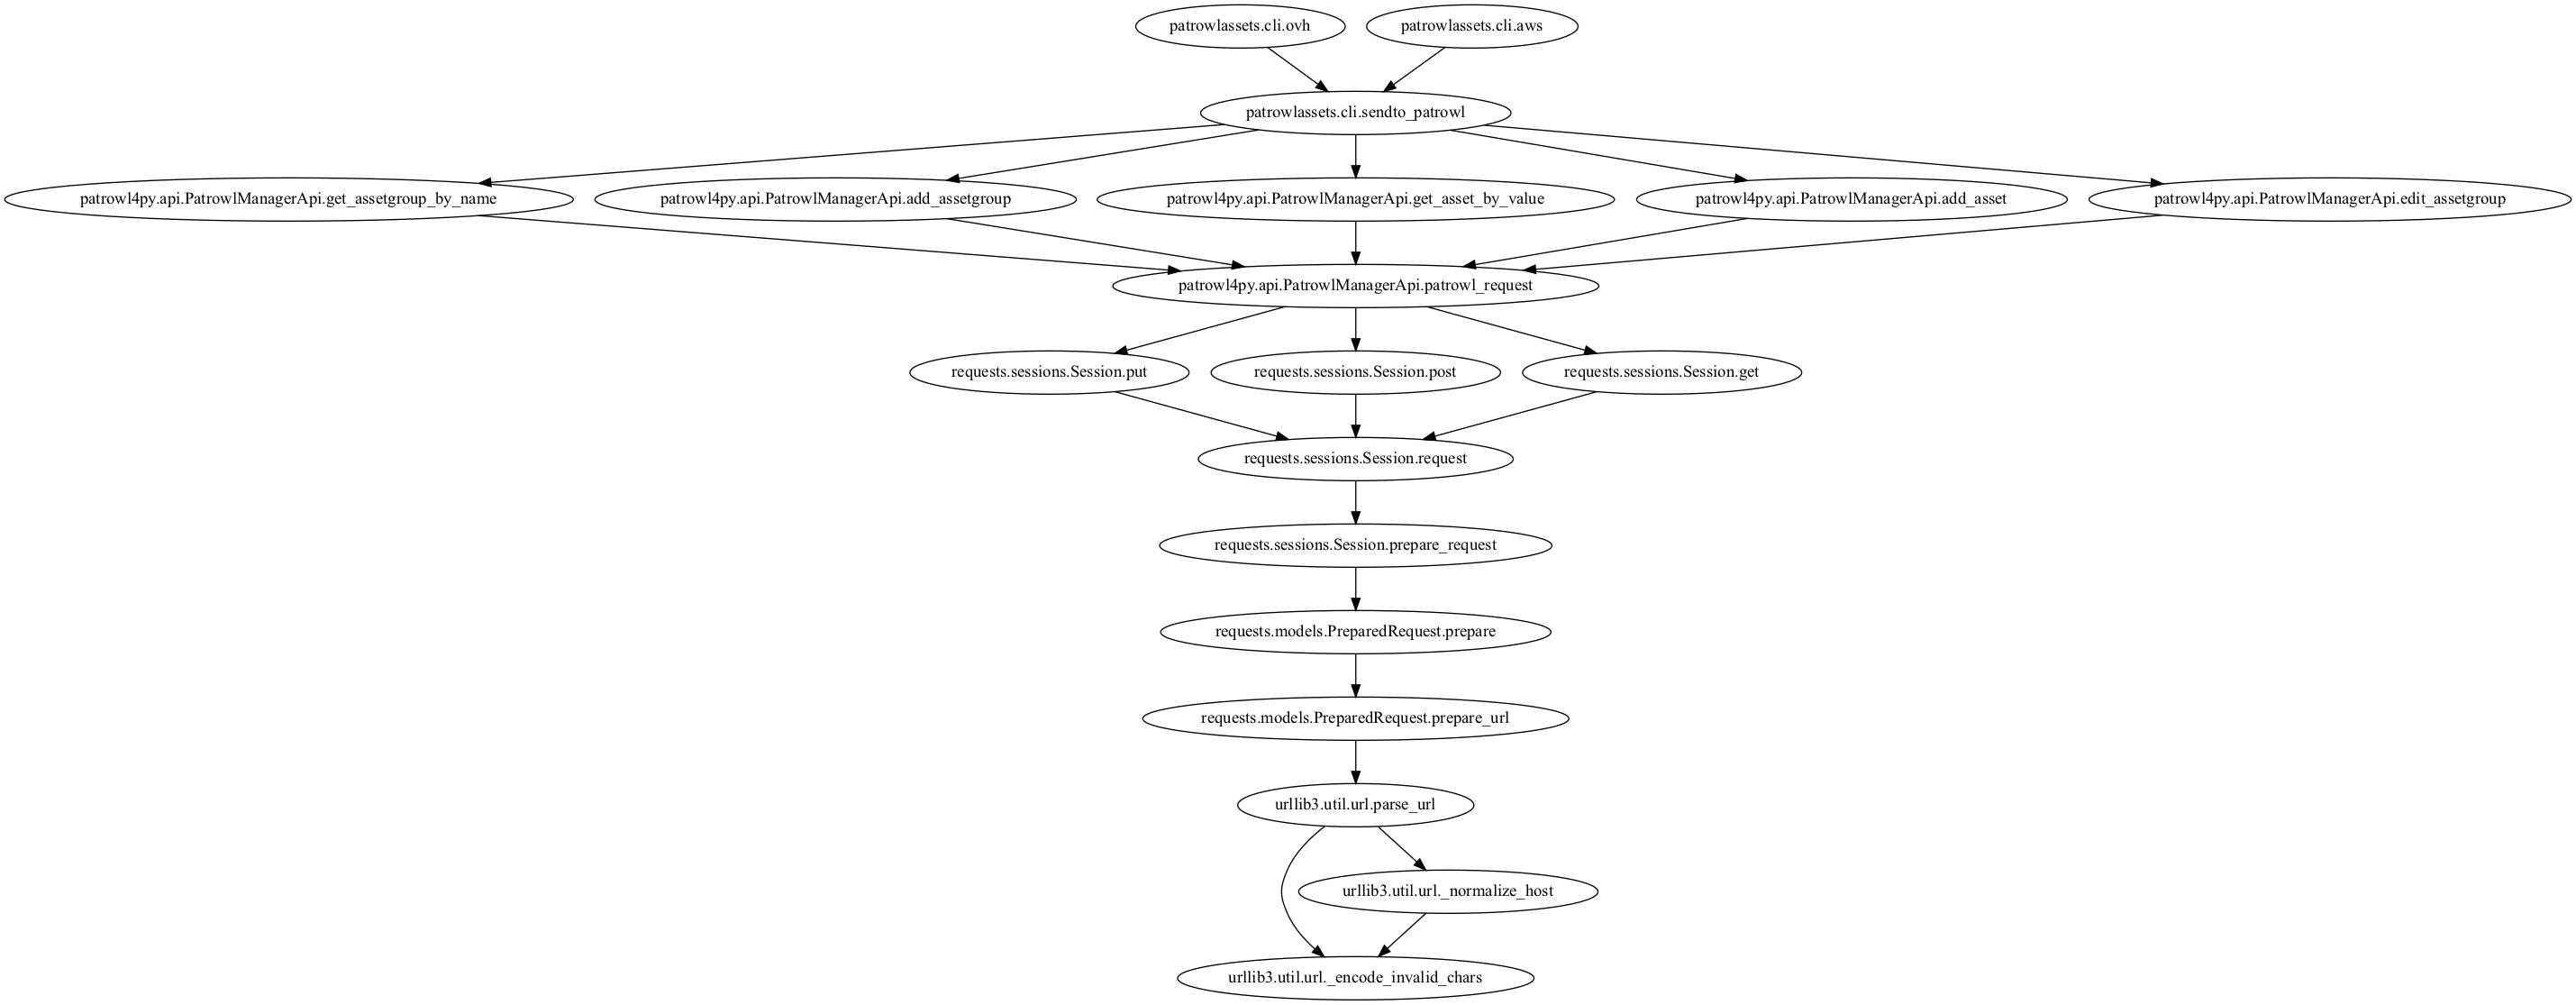 patrowlassets.cli.ovh
patrowlassets.cli.aws
patrowlassets.cli.sendto_patrowl
patrowl4py.api.PatrowlManagerApi.get_assetgroup_by_name
patrowl4py.api.PatrowlManagerApi.add_assetgroup
patrowl4py.api.PatrowlManagerApi.get_asset_by_value
patrowl4py.api.PatrowlManagerApi.add_asset
patrowl4py.api.PatrowlManagerApi.edit_assetgroup
patrowl4py.api.PatrowlManagerApi.patrowl_request
requests.sessions.Session.put
requests.sessions.Session.post
requests.sessions.Session.get
requests.sessions.Session.request
requests.sessions.Session.prepare_request
requests.models.PreparedRequest.prepare
requests.models.PreparedRequest.prepare_url
urllib3.util.url.parse_url
urllib3.util.url._normalize_host
urllib3.util.url._encode_invalid_chars